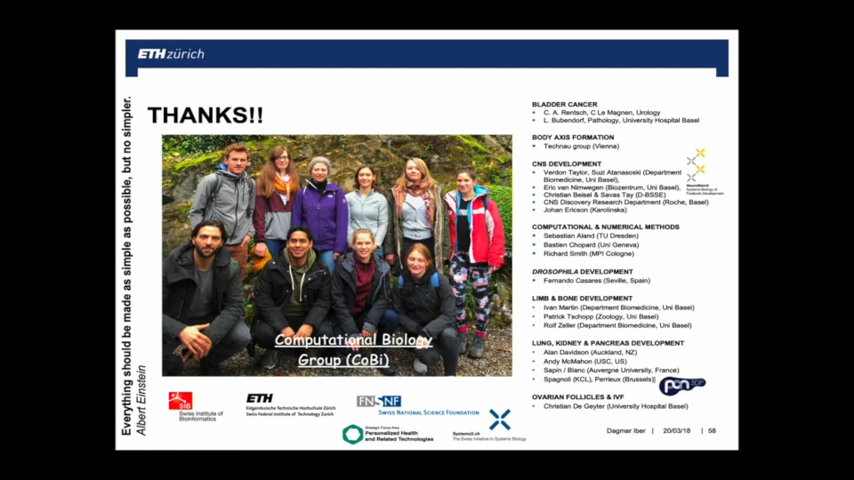 ETH zürich
Everything should be made as simple as possible, but no simpler.
Albert Einstein
THANKS!!
Computational Biology
Group (CoBi)
BLADDER CANCER
C. A. Rentsch, C Le Magnen, Urology
L. Bubendorf, Pathology, University Hospital Basel
BODY AXIS FORMATION
Technau group (Vienna)
CNS DEVELOPMENT
Verdon Taylor, Suzi Atanasoski (Department
Biomedicine, Uni Basel),
Eric van Nimwegen (Biozentrum, Uni Basel),
Christian Beisel & Savas Tay (D-BSSE)
CNS Discovery Research Department (Roche, Basel)
Johan Ericson (Karolinska)
COMPUTATIONAL & NUMERICAL METHODS
Sebastian Aland (TU Dresden)
Bastien Chopard (Uni Geneva)
Richard Smith (MPI Cologne)
DROSOPHILA DEVELOPMENT
Fernando Casares (Seville, Spain)
LIMB & BONE DEVELOPMENT
Ivan Martin (Department Biomedicine, Uni Basel)
Patrick Tschopp (Zoology, Uni Basel)
Rolf Zeller (Department Biomedicine, Uni Basel)
LUNG, KIDNEY & PANCREAS DEVELOPMENT
Alan Davidson (Auckland, NZ)
Andy McMahon (USC, US)
Sapin / Blanc (Auvergne University, France)
Spagnoli (KCL), Perrieux (Brussels)]
OVARIAN FOLLICLES & IVF
Christian De Geyter (University Hospital Basel)
SIB
Swiss Institute of
Bioinformatics
ETH
Eidgenössische Technische Hochschule Zürich
Swiss Federal Institute of Technology Zurich
FNSNF
SWISS NATIONAL SCIENCE FOUNDATION
Strategic Focus Area
Personalized Health
and Related Technologies
SystemsX.ch
The Swiss Initiative in Systems Biology
Dagmar Iber | 20/03/18 | 58